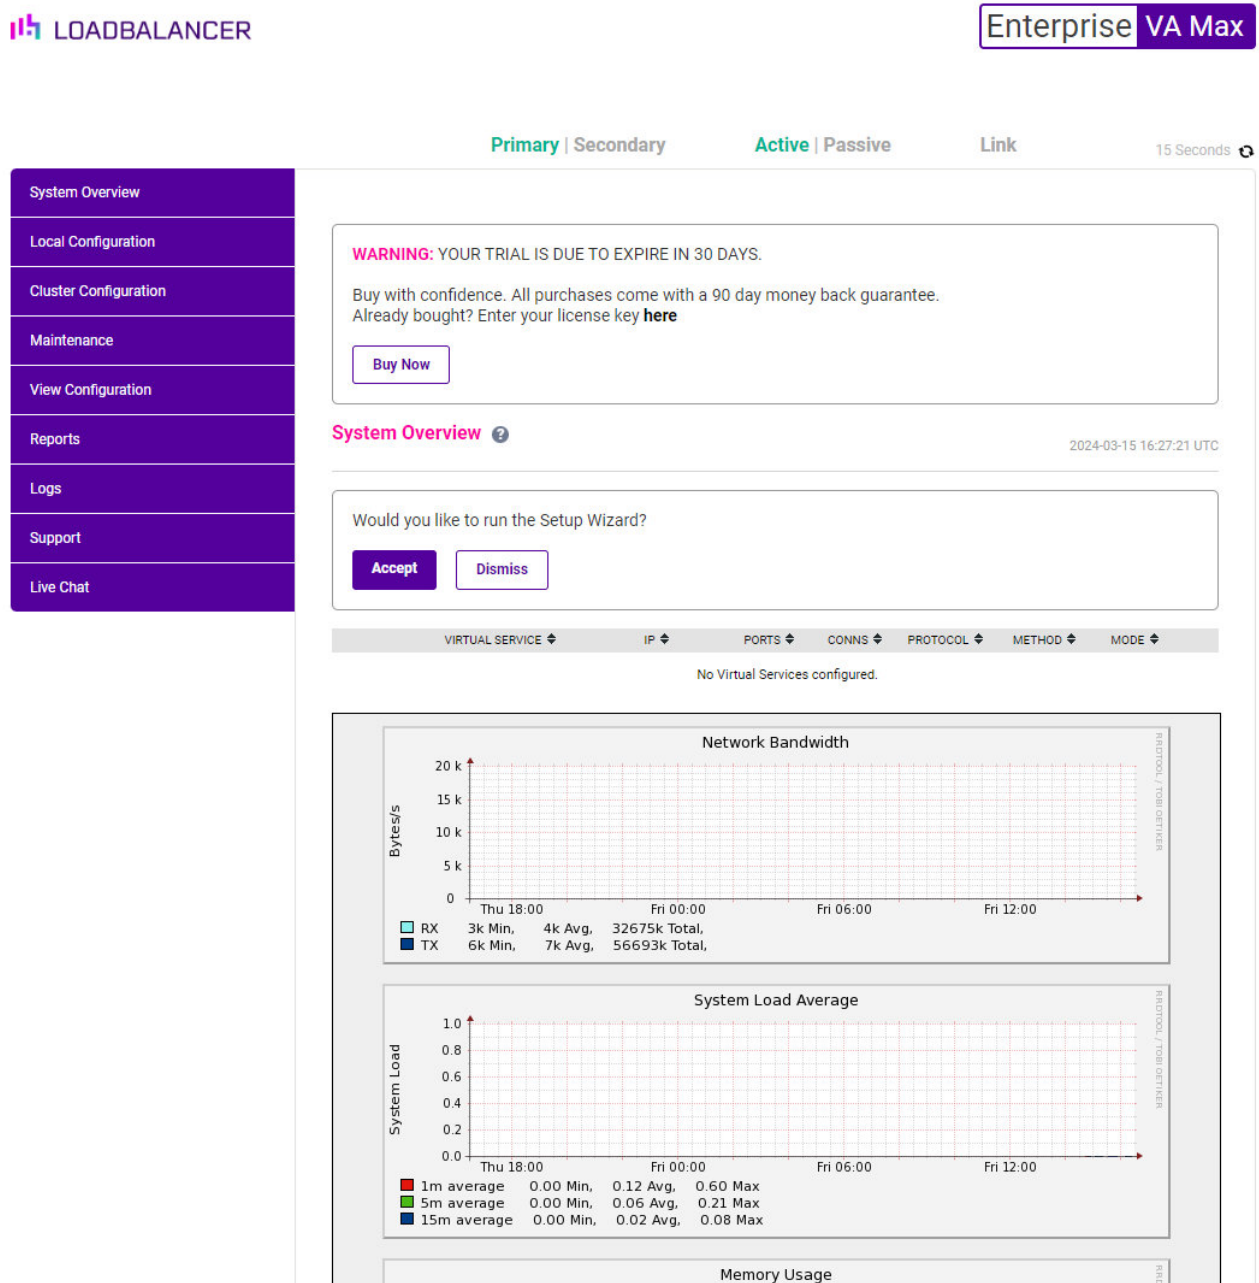 LOADBALANCER
Enterprise VA Max
Primary | Secondary Active | Passive Link 15 Seconds
System Overview
Local Configuration
Cluster Configuration
Maintenance
View Configuration
Reports
Logs
Support
Live Chat
WARNING: YOUR TRIAL IS DUE TO EXPIRE IN 30 DAYS.
Buy with confidence. All purchases come with a 90 day money back guarantee.
Already bought? Enter your license key here
Buy Now
System Overview ?
2024-03-15 16:27:21 UTC
Would you like to run the Setup Wizard?
Accept Dismiss
VIRTUAL SERVICE IP PORTS CONNS PROTOCOL METHOD MODE
No Virtual Services configured.
Network Bandwidth
RRDTOOL / TOBI OETIKER
Bytes/s
20 k
15 k
10 k
5 k
0
Thu 18:00 Fri 00:00 Fri 06:00 Fri 12:00
RX 3k Min, 4k Avg, 32675k Total,
TX 6k Min, 7k Avg, 56693k Total,
System Load Average
RRDTOOL / TOBI OETIKER
System Load
1.0
0.8
0.6
0.4
0.2
0.0
Thu 18:00 Fri 00:00 Fri 06:00 Fri 12:00
1m average 0.00 Min, 0.12 Avg, 0.60 Max
5m average 0.00 Min, 0.06 Avg, 0.21 Max
15m average 0.00 Min, 0.02 Avg, 0.08 Max
Memory Usage